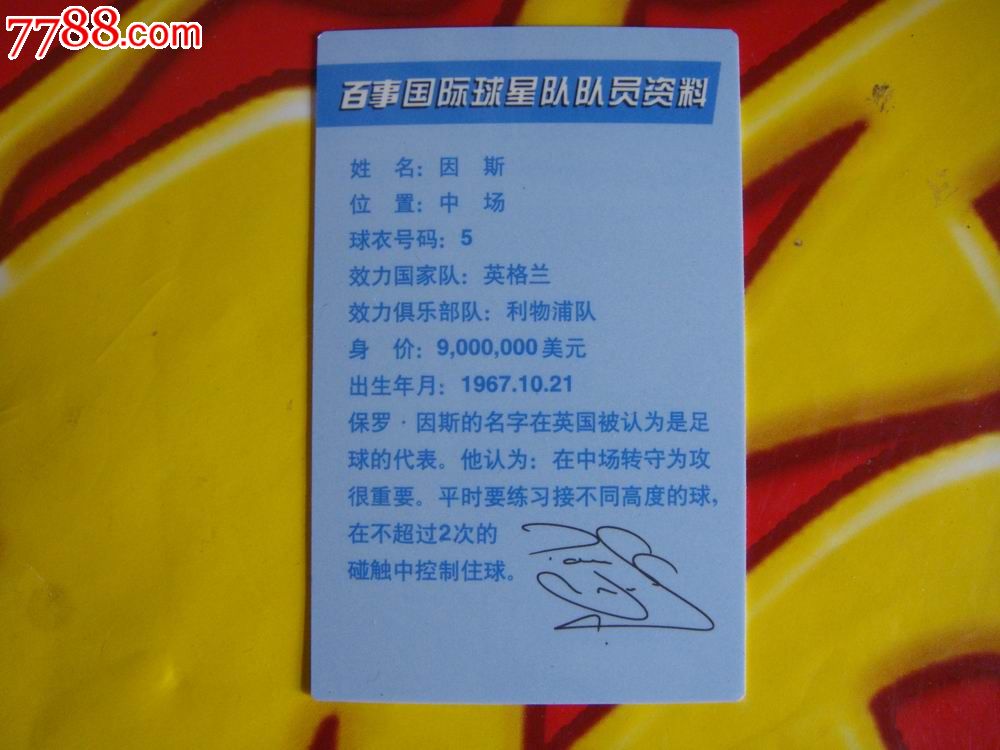 7788.com
百事国际球星队队员资料
姓 名：因 斯
位 置：中 场
球衣号码：5
效力国家队：英格兰
效力俱乐部队：利物浦队
身 价：9,000,000美元
出生年月：1967.10.21
保罗·因斯的名字在英国被认为是足
球的代表。他认为：在中场转守为攻
很重要。平时要练习接不同高度的球，
在不超过2次的
碰触中控制住球。